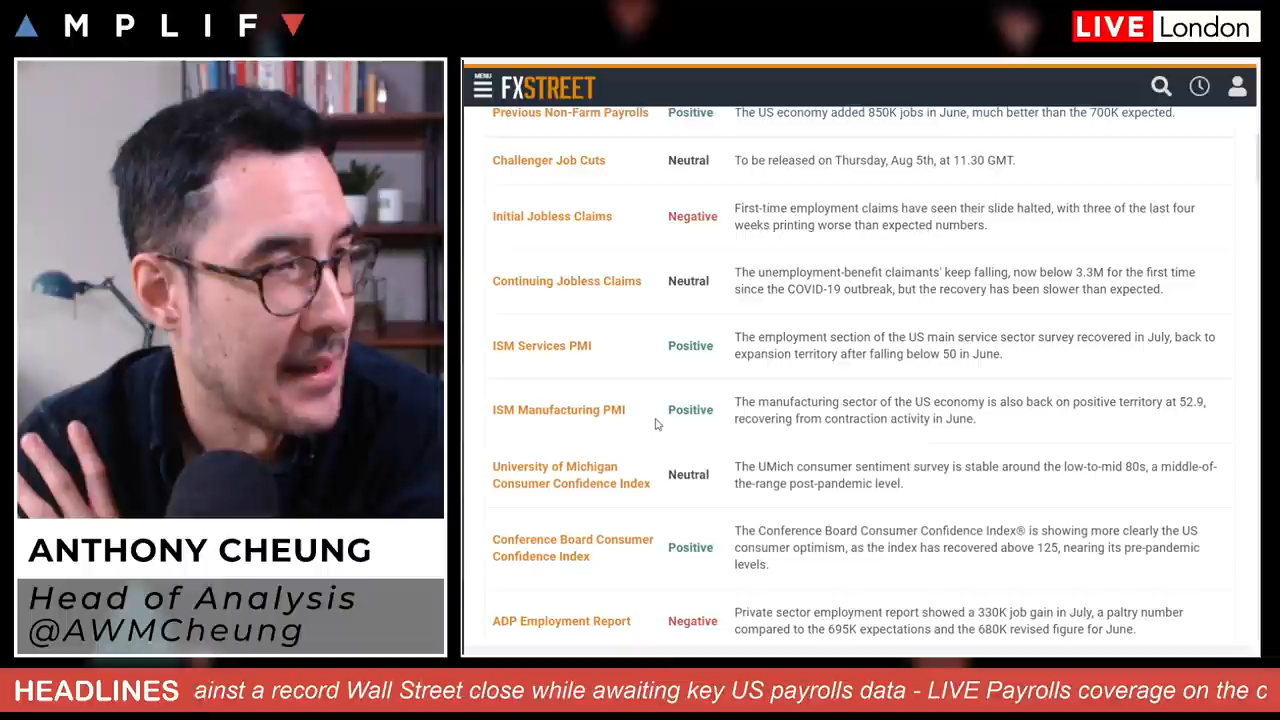 AMPLIFY
LIVE London
MENU
FXSTREET
Previous Non-Farm Payrolls Positive The US economy added 850K jobs in June, much better than the 700K expected.
Challenger Job Cuts Neutral To be released on Thursday, Aug 5th, at 11.30 GMT.
Initial Jobless Claims Negative First-time employment claims have seen their slide halted, with three of the last four
weeks printing worse than expected numbers.
Continuing Jobless Claims Neutral The unemployment-benefit claimants' keep falling, now below 3.3M for the first time
since the COVID-19 outbreak, but the recovery has been slower than expected.
ISM Services PMI Positive The employment section of the US main service sector survey recovered in July, back to
expansion territory after falling below 50 in June.
ISM Manufacturing PMI Positive The manufacturing sector of the US economy is also back on positive territory at 52.9,
recovering from contraction activity in June.
University of Michigan
Consumer Confidence Index Neutral The UMich consumer sentiment survey is stable around the low-to-mid 80s, a middle-of-
the-range post-pandemic level.
Conference Board Consumer
Confidence Index Positive The Conference Board Consumer Confidence Index® is showing more clearly the US
consumer optimism, as the index has recovered above 125, nearing its pre-pandemic
levels.
ADP Employment Report Negative Private sector employment report showed a 330K job gain in July, a paltry number
compared to the 695K expectations and the 680K revised figure for June.
ANTHONY CHEUNG
Head of Analysis
@AWMCheung
HEADLINES ainst a record Wall Street close while awaiting key US payrolls data - LIVE Payrolls coverage on the c